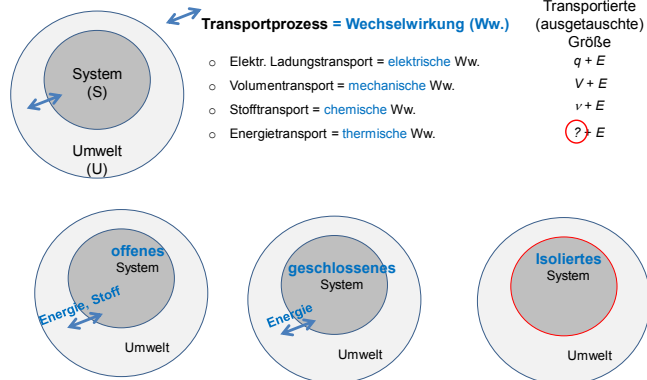 Transportierte
(ausgetauschte)
Größe
Transportprozess = Wechselwirkung (Ww.)
System
(S)
Umwelt
(U)
○ Elektr. Ladungstransport = elektrische Ww. q + E
○ Volumentransport = mechanische Ww. V + E
○ Stofftransport = chemische Ww. ν + E
○ Energietransport = thermische Ww. ? + E
offenes
System
Energie, Stoff
Umwelt
geschlossenes
System
Energie
Umwelt
Isoliertes
System
Umwelt